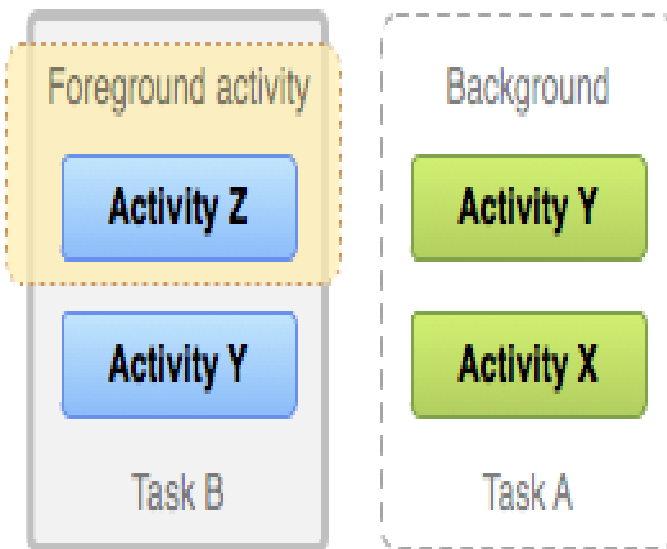 Foreground activity
Activity Z
Activity Y
Task B
Background
Activity Y
Activity X
Task A